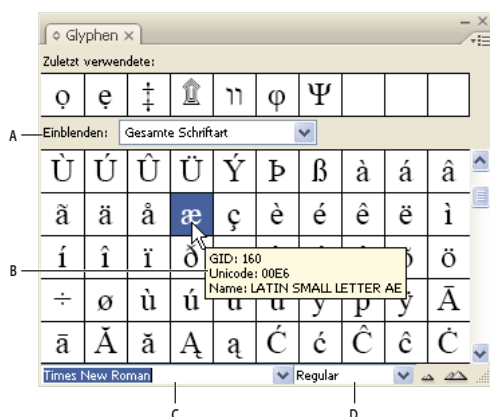 Glyphen ×
Zuletzt verwendete:
ọ ẹ ‡ װ φ Ψ
A
Einblenden: Gesamte Schriftart
Ù Ú Û Ü Ý Þ ß à á â
ã ä å æ ç è é ê ë ì
í î ï ð ö
B
GID: 160
Unicode: 00E6
Name: LATIN SMALL LETTER AE
÷ ø ù ú Ā
ā Ă ă Ą ą Ć ć Ĉ ĉ Ċ
Times New Roman Regular
C D